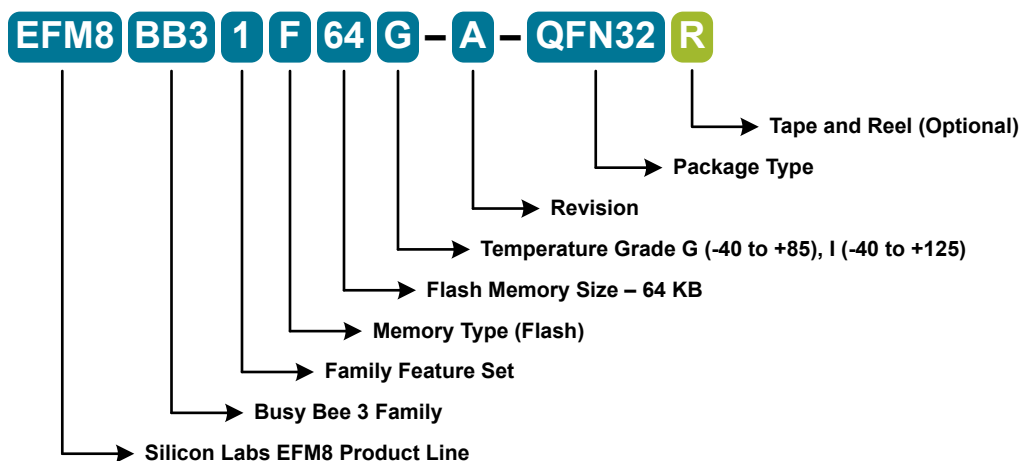 EFM8 BB3 1 F 64 G – A – QFN32 R
Tape and Reel (Optional)
Package Type
Revision
Temperature Grade G (-40 to +85), I (-40 to +125)
Flash Memory Size – 64 KB
Memory Type (Flash)
Family Feature Set
Busy Bee 3 Family
Silicon Labs EFM8 Product Line